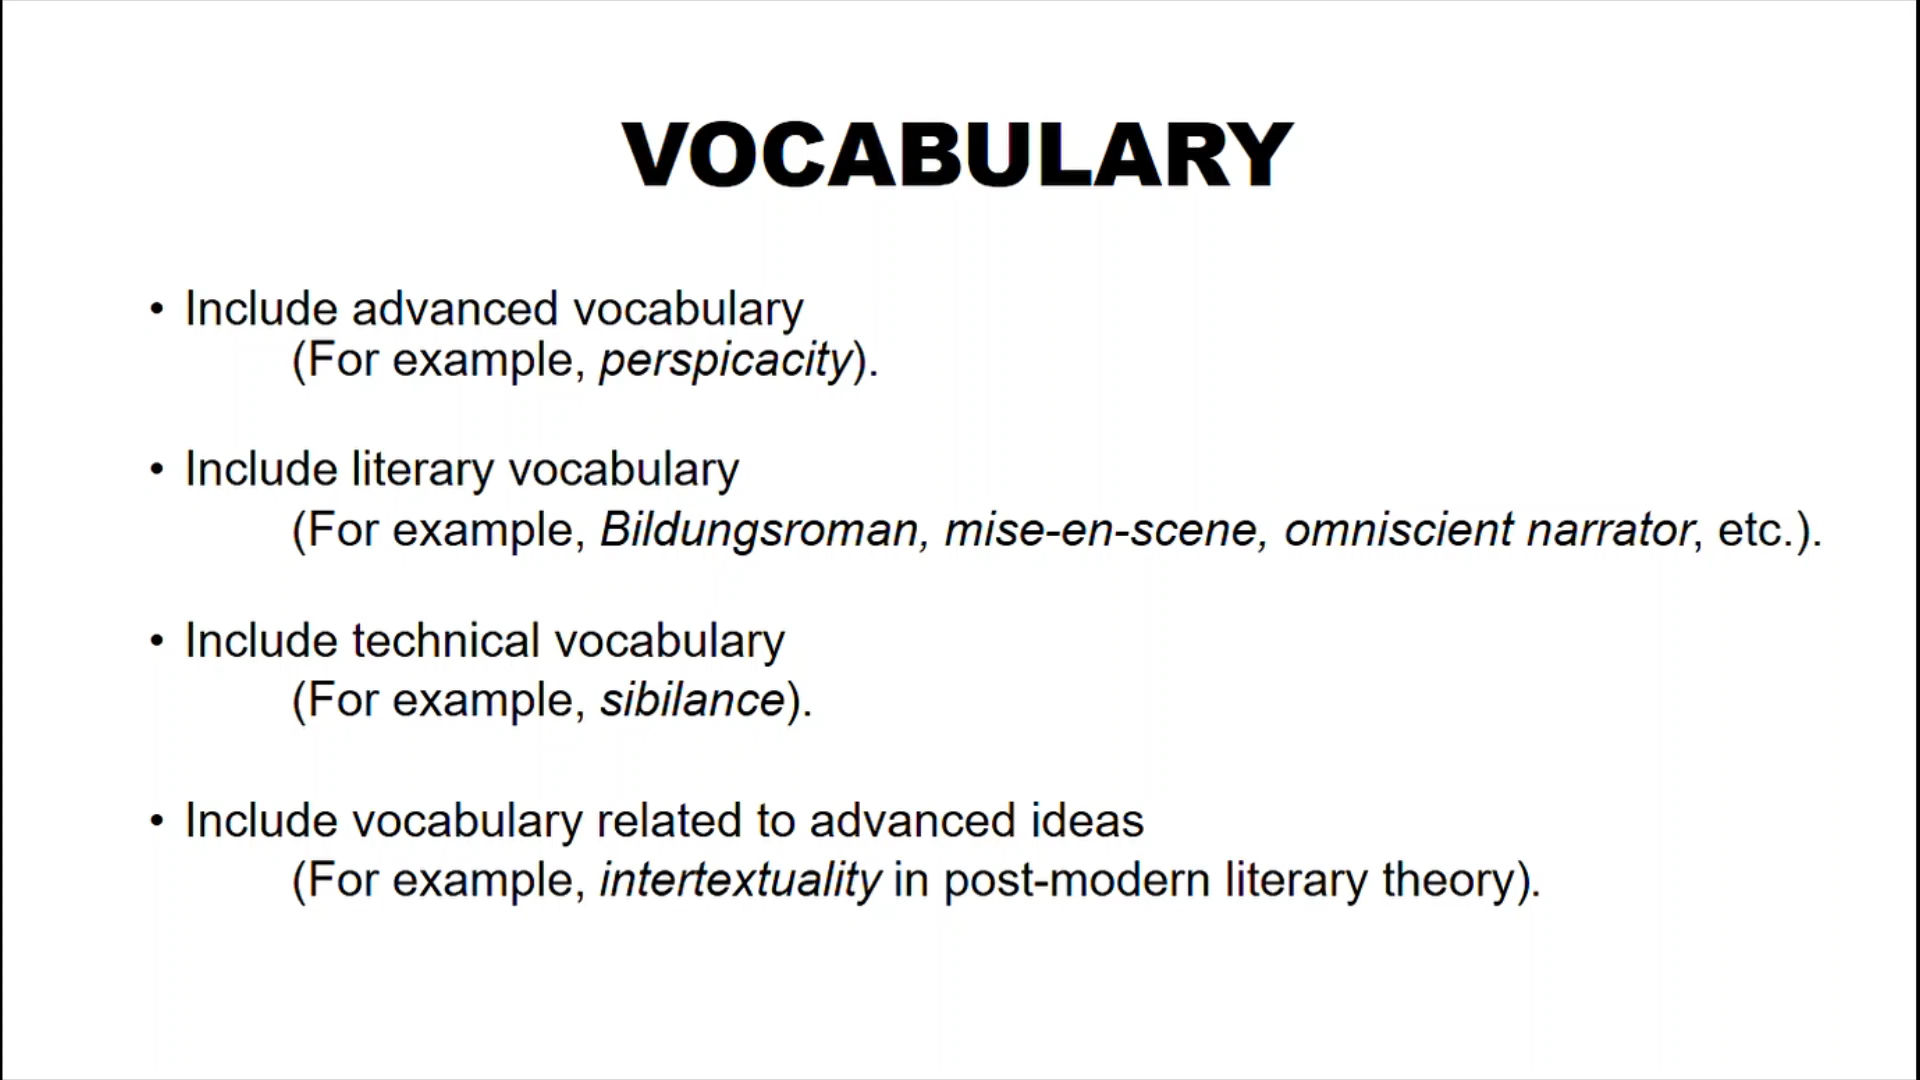 VOCABULARY
• Include advanced vocabulary
(For example, perspicacity).
• Include literary vocabulary
(For example, Bildungsroman, mise-en-scene, omniscient narrator, etc.).
• Include technical vocabulary
(For example, sibilance).
• Include vocabulary related to advanced ideas
(For example, intertextuality in post-modern literary theory).